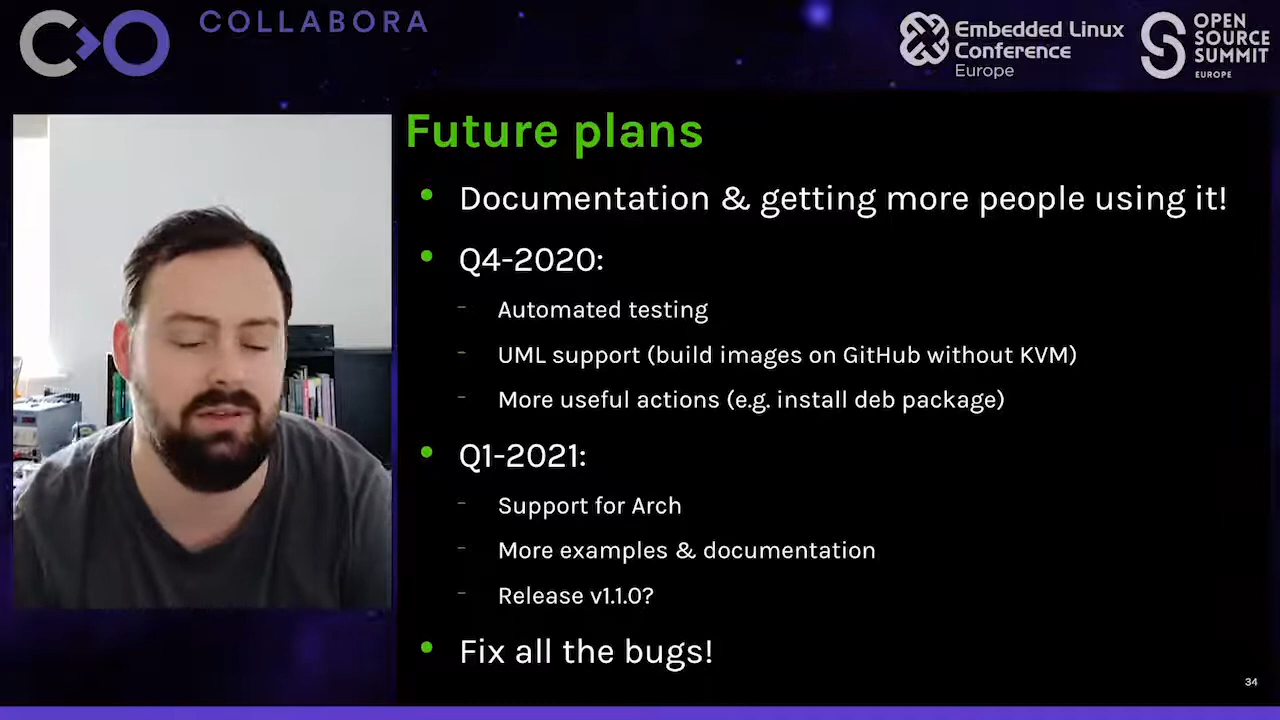 COLLABORA
Embedded Linux
Conference
Europe
OPEN
SOURCE
SUMMIT
EUROPE
Future plans
• Documentation & getting more people using it!
• Q4-2020:
– Automated testing
– UML support (build images on GitHub without KVM)
– More useful actions (e.g. install deb package)
• Q1-2021:
– Support for Arch
– More examples & documentation
– Release v1.1.0?
• Fix all the bugs!
34